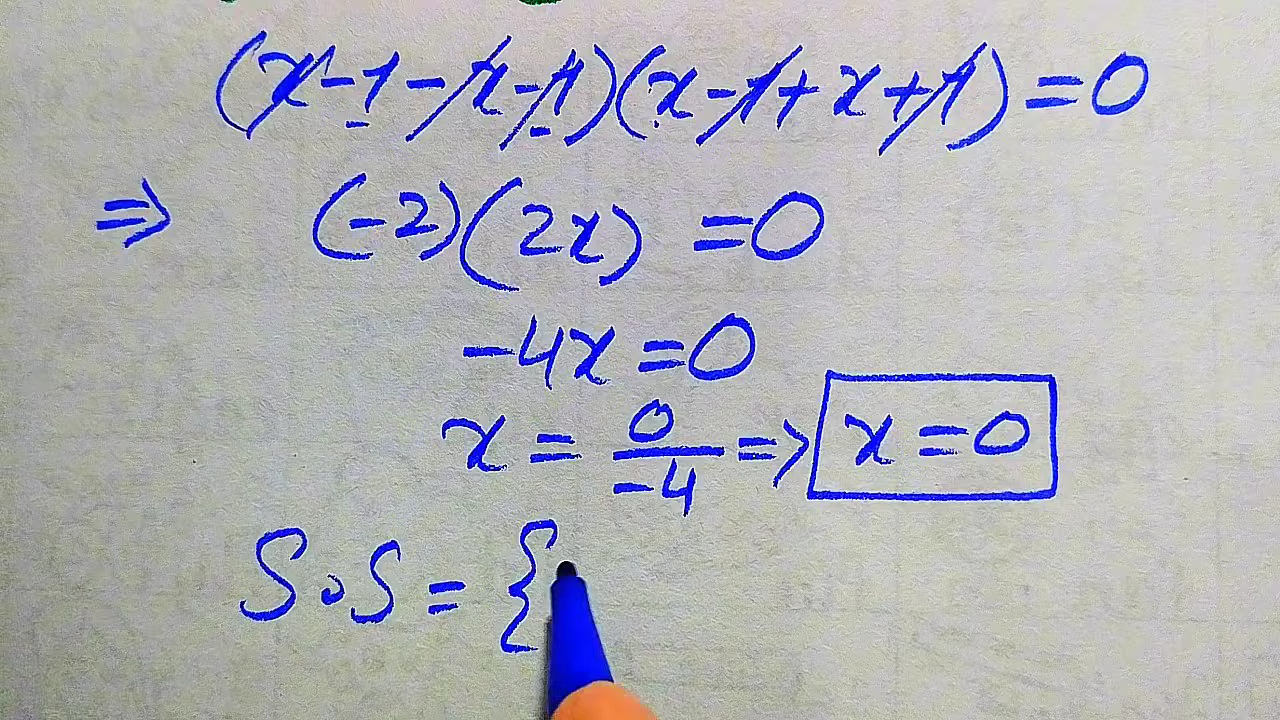 (x-1-x-1)(x-1+x+1)=0
⇒ (-2)(2x) =0
-4x=0
x = 0/-4 ⇒ x=0
S.S = {